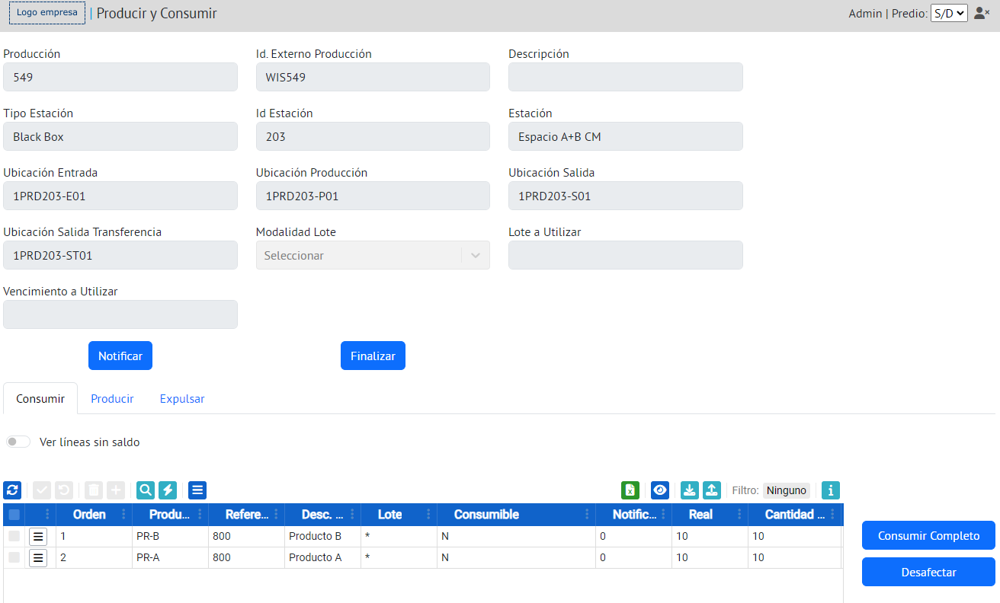 Logo empresa | Producir y Consumir Admin | Predio: S/D
Producción Id. Externo Producción Descripción
549 WIS549
Tipo Estación Id Estación Estación
Black Box 203 Espacio A+B CM
Ubicación Entrada Ubicación Producción Ubicación Salida
1PRD203-E01 1PRD203-P01 1PRD203-S01
Ubicación Salida Transferencia Modalidad Lote Lote a Utilizar
1PRD203-ST01 Seleccionar
Vencimiento a Utilizar
Notificar Finalizar
Consumir Producir Expulsar
Ver líneas sin saldo
Filtro: Ninguno
Orden Produ... Refere... Desc. ... Lote Consumible Notific... Real Cantidad ...
1 PR-B 800 Producto B * N 0 10 10
Consumir Completo
2 PR-A 800 Producto A * N 0 10 10
Desafectar